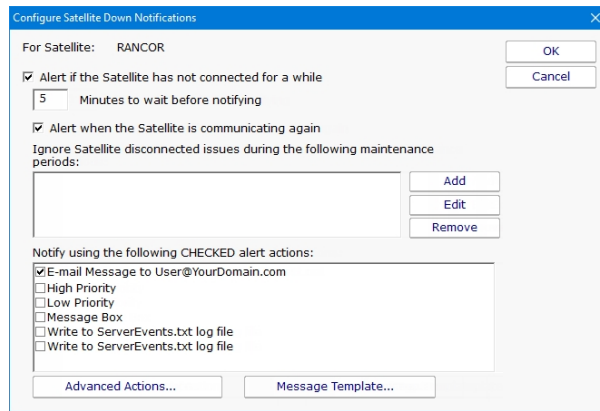 Configure Satellite Down Notifications
For Satellite: RANCOR
OK
Alert if the Satellite has not connected for a while
Cancel
5 Minutes to wait before notifying
Alert when the Satellite is communicating again
Ignore Satellite disconnected issues during the following maintenance
periods:
Add
Edit
Remove
Notify using the following CHECKED alert actions:
E-mail Message to User@YourDomain.com
High Priority
Low Priority
Message Box
Write to ServerEvents.txt log file
Write to ServerEvents.txt log file
Advanced Actions... Message Template...